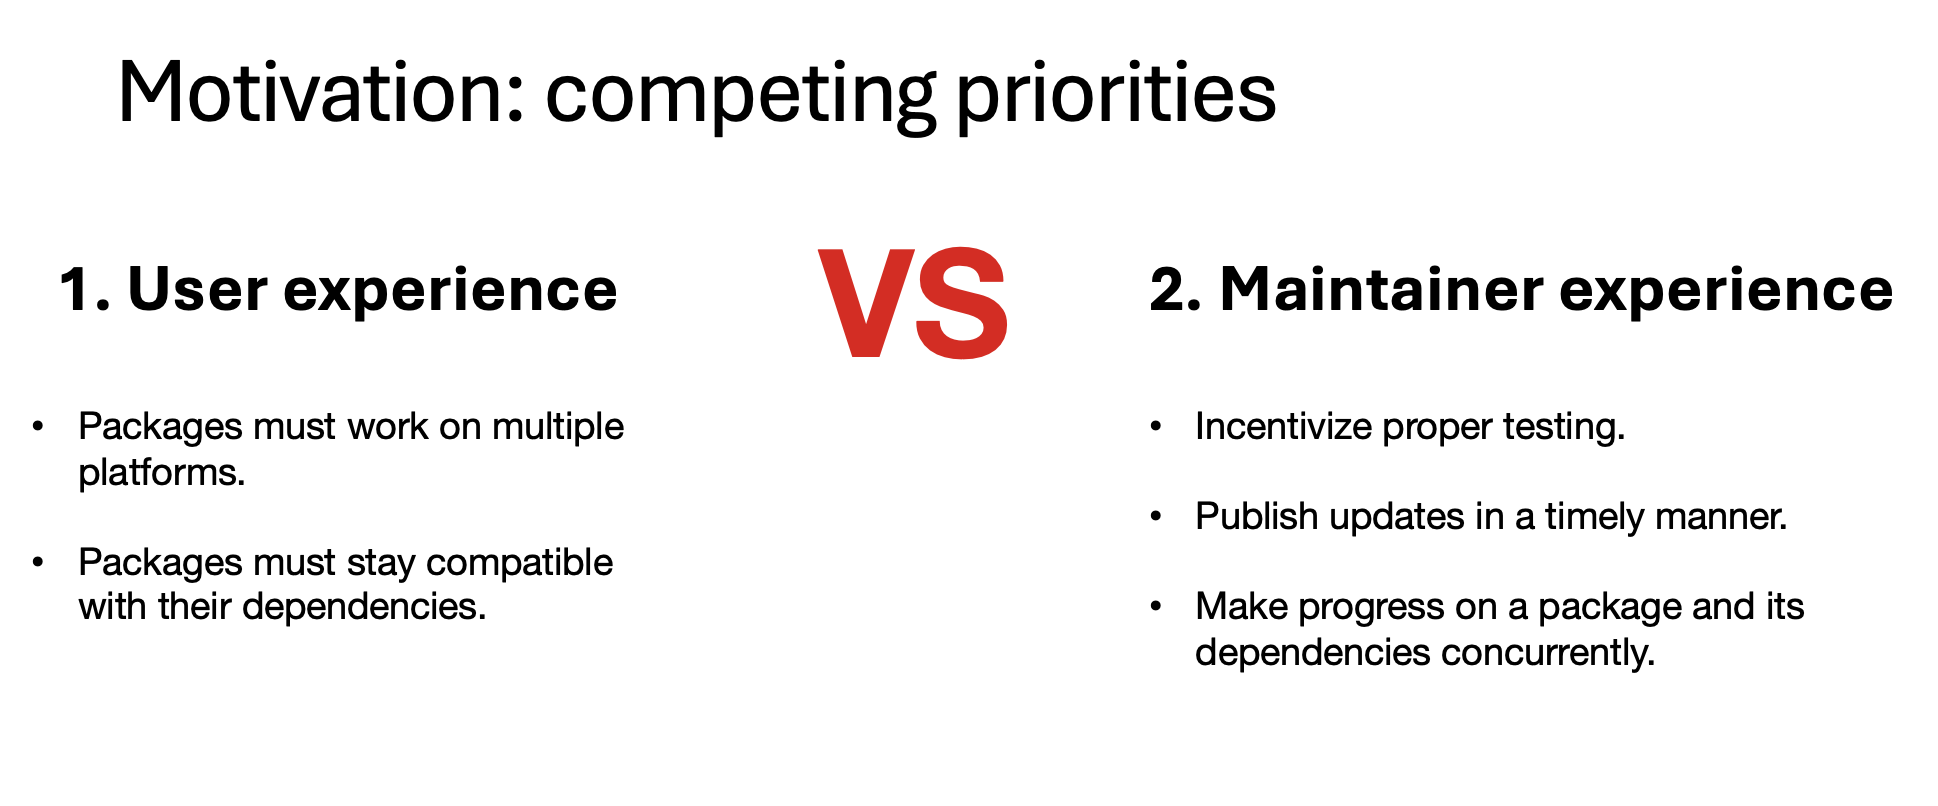 Motivation: competing priorities
1. User experience
VS
2. Maintainer experience
• Packages must work on multiple
platforms.
• Packages must stay compatible
with their dependencies.
• Incentivize proper testing.
• Publish updates in a timely manner.
• Make progress on a package and its
dependencies concurrently.